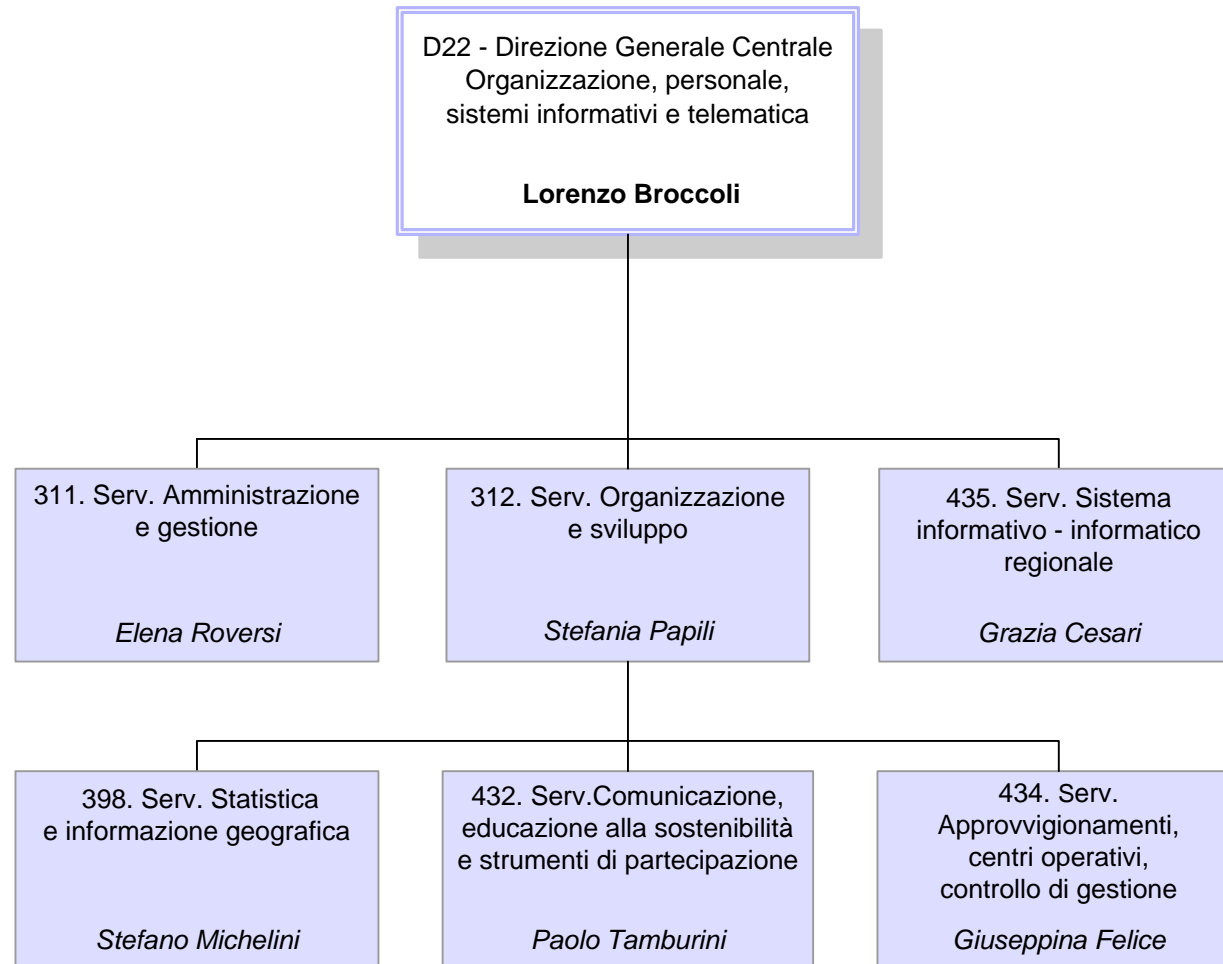 D22 - Direzione Generale Centrale
Organizzazione, personale,
sistemi informativi e telematica
Lorenzo Broccoli
311. Serv. Amministrazione
e gestione
Elena Roversi
312. Serv. Organizzazione
e sviluppo
Stefania Papili
435. Serv. Sistema
informativo - informatico
regionale
Grazia Cesari
398. Serv. Statistica
e informazione geografica
Stefano Michelini
432. Serv.Comunicazione,
educazione alla sostenibilità
e strumenti di partecipazione
Paolo Tamburini
434. Serv.
Approvvigionamenti,
centri operativi,
controllo di gestione
Giuseppina Felice